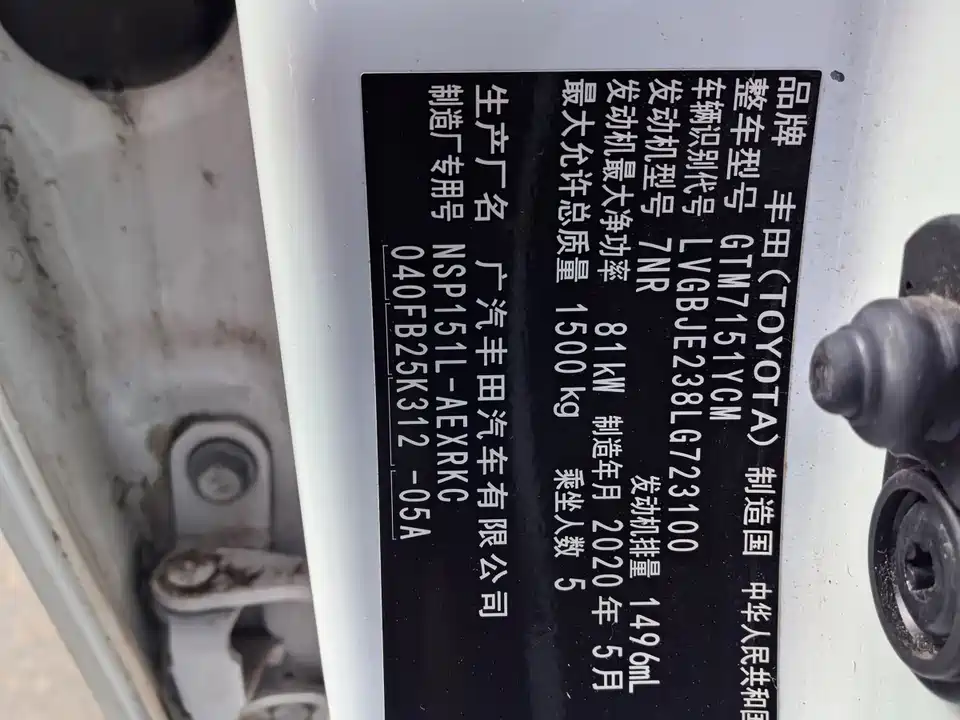 品牌 丰田(TOYOTA) 制造国 中华人民共和国
整车型号 GTM7151YCM
车辆识别代号 LVGBJE238LG723100
发动机型号 7NR 发动机排量 1496mL
发动机最大净功率 81kW 制造年月 2020年 5月
最大允许总质量 1500kg 乘坐人数 5
生产厂名 广汽丰田汽车有限公司
制造厂专用号 NSP151L-AEXRKC
040FB25K312-05A